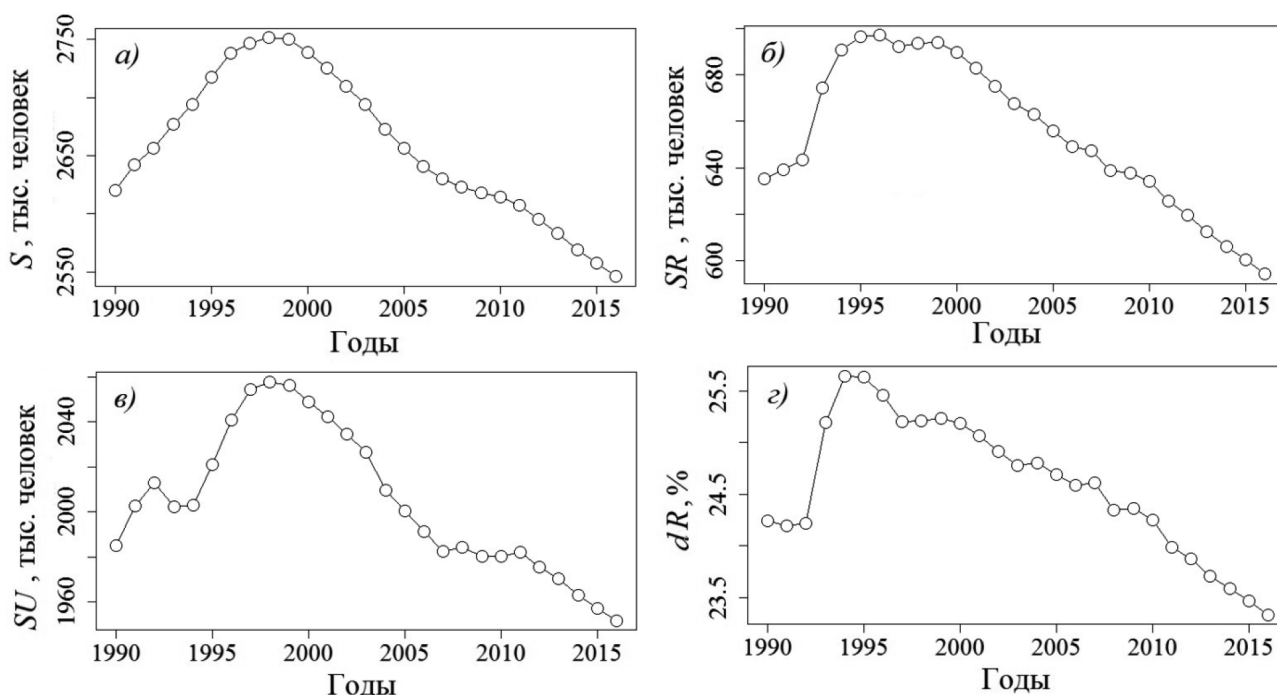 а)
S, тыс. человек
2750
2650
2550
1990 1995 2000 2005 2010 2015
Годы
б)
SR, тыс. человек
680
640
600
1990 1995 2000 2005 2010 2015
Годы
в)
SU, тыс. человек
2040
2000
1960
1990 1995 2000 2005 2010 2015
Годы
г)
dR, %
25.5
24.5
23.5
1990 1995 2000 2005 2010 2015
Годы